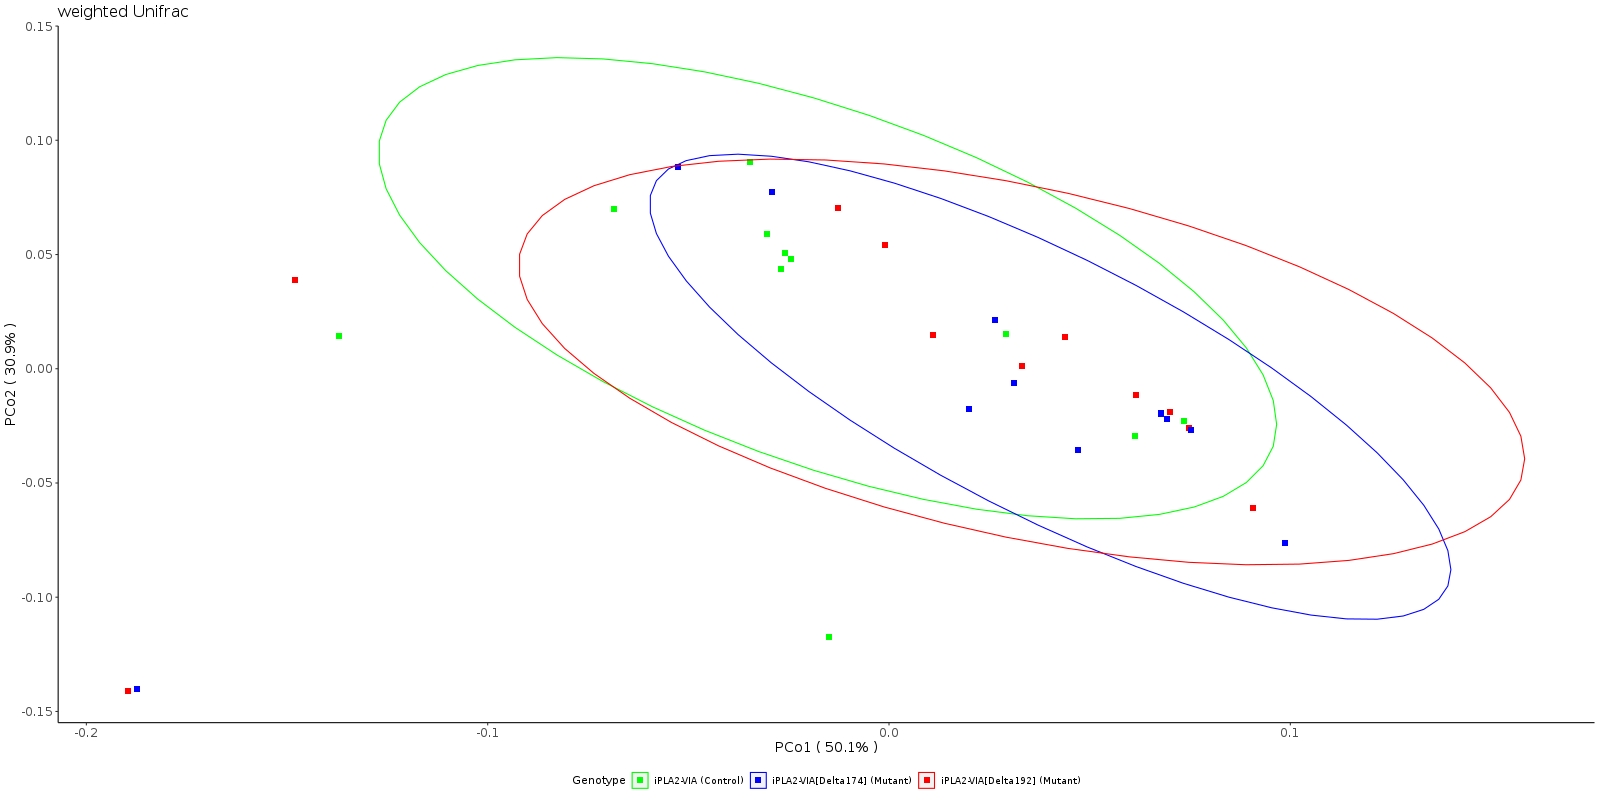 weighted Unifrac
0.15
0.10
0.05
0.00
-0.05
-0.10
-0.15
PCo2 ( 30.9% )
-0.2 -0.1 0.0 0.1
PCo1 ( 50.1% )
Genotype iPLA2-VIA (Control) iPLA2-VIA[Delta174] (Mutant) iPLA2-VIA[Delta192] (Mutant)